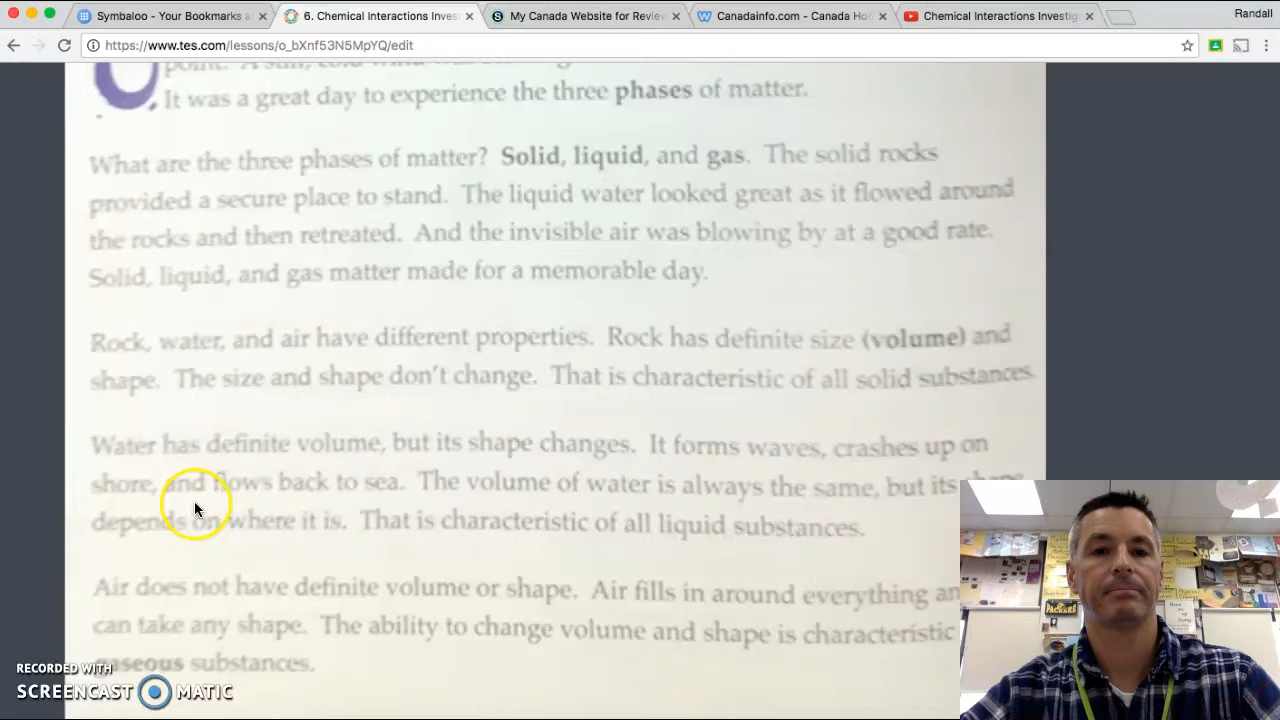 Symbaloo - Your Bookmarks a
6. Chemical Interactions Inves
My Canada Website for Revie
Canadainfo.com - Canada Ho
Chemical Interactions Investig
Randall
https://www.tes.com/lessons/o_bXnf53N5MpYQ/edit
It was a great day to experience the three phases of matter.
What are the three phases of matter? Solid, liquid, and gas. The solid rocks
provided a secure place to stand. The liquid water looked great as it flowed around
the rocks and then retreated. And the invisible air was blowing by at a good rate.
Solid, liquid, and gas matter made for a memorable day.
Rock, water, and air have different properties. Rock has definite size (volume) and
shape. The size and shape don't change. That is characteristic of all solid substances.
Water has definite volume, but its shape changes. It forms waves, crashes up on
shore, and flows back to sea. The volume of water is always the same, but its shape
depends on where it is. That is characteristic of all liquid substances.
Air does not have definite volume or shape. Air fills in around everything an
can take any shape. The ability to change volume and shape is characteristic
gaseous substances.
RECORDED WITH
SCREENCAST MATIC
PACKERS